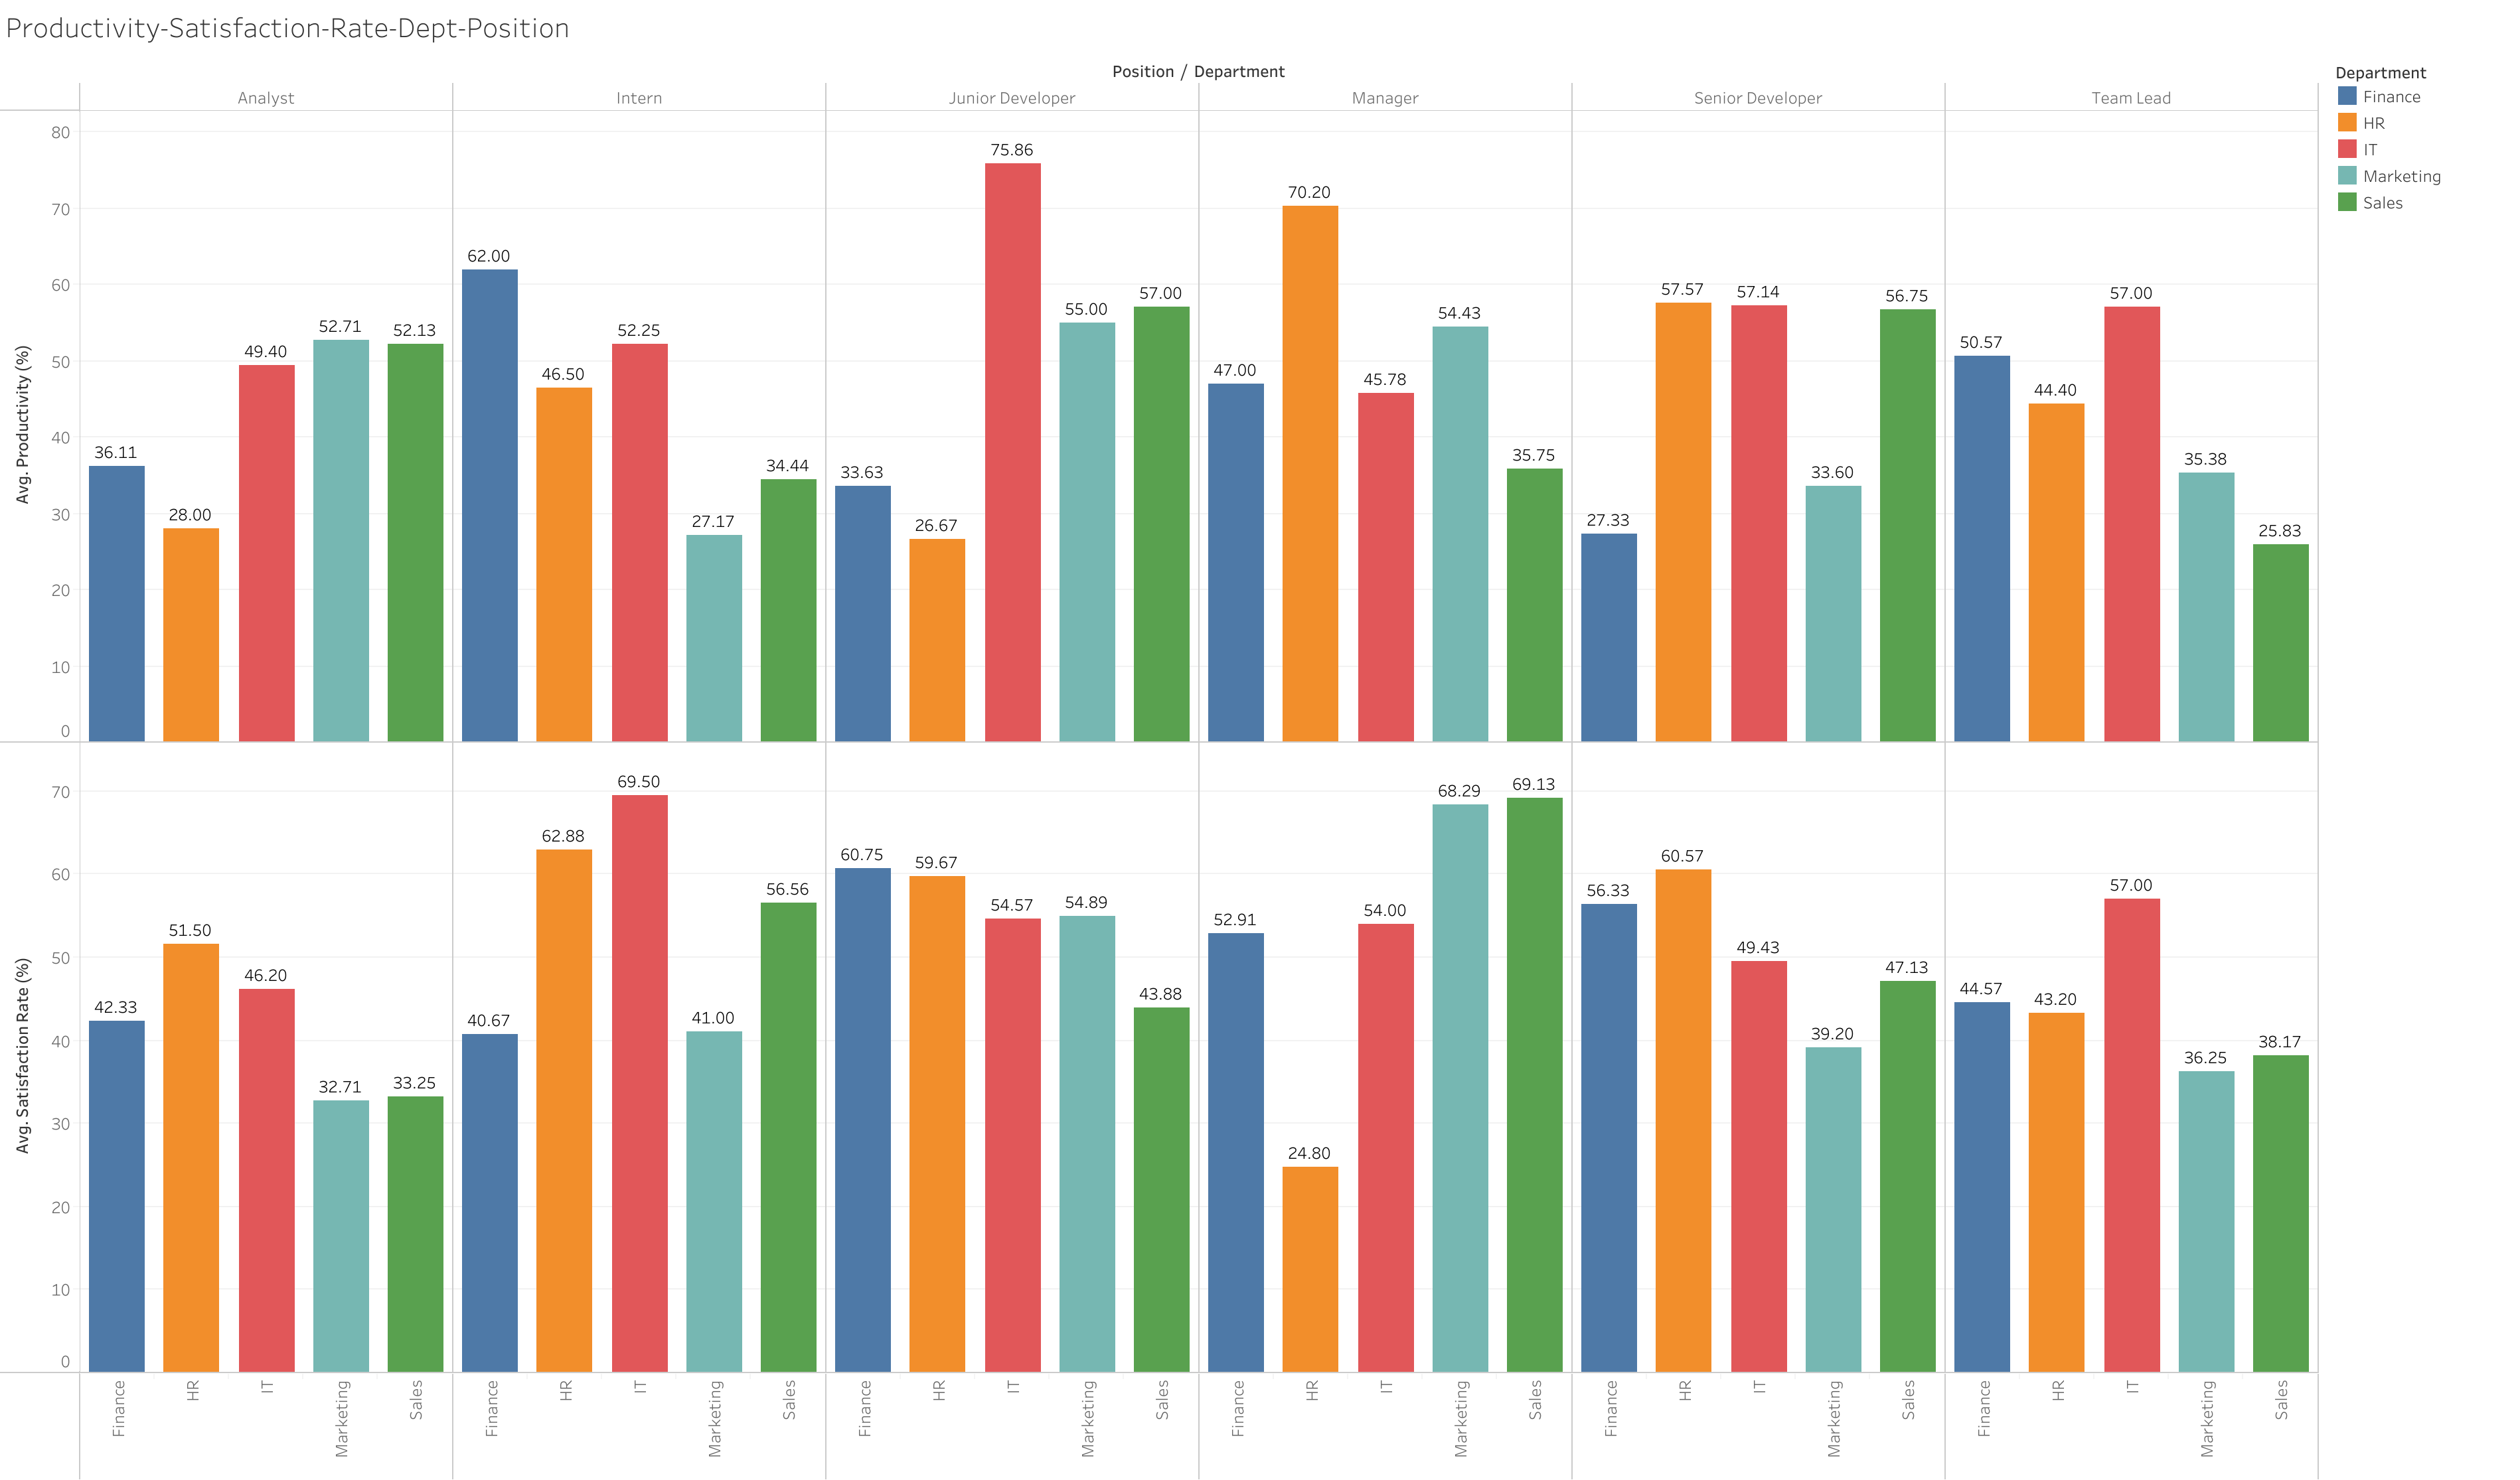 Productivity-Satisfaction-Rate-Dept-Position
Position / Department
Analyst Intern Junior Developer Manager Senior Developer Team Lead
Department
Finance
HR
IT
Marketing
Sales
Avg. Productivity (%)
80
70
60
50
40
30
20
10
0
36.11 28.00 49.40 52.71 52.13
62.00 46.50 52.25 27.17 34.44
33.63 26.67 75.86 55.00 57.00
47.00 70.20 45.78 54.43 35.75
27.33 57.57 57.14 33.60 56.75
50.57 44.40 57.00 35.38 25.83
Avg. Satisfaction Rate (%)
70
60
50
40
30
20
10
0
42.33 51.50 46.20 32.71 33.25
40.67 62.88 69.50 41.00 56.56
60.75 59.67 54.57 54.89 43.88
52.91 24.80 54.00 68.29 69.13
56.33 60.57 49.43 39.20 47.13
44.57 43.20 57.00 36.25 38.17
Finance HR IT Marketing Sales Finance HR IT Marketing Sales Finance HR IT Marketing Sales Finance HR IT Marketing Sales Finance HR IT Marketing Sales Finance HR IT Marketing Sales